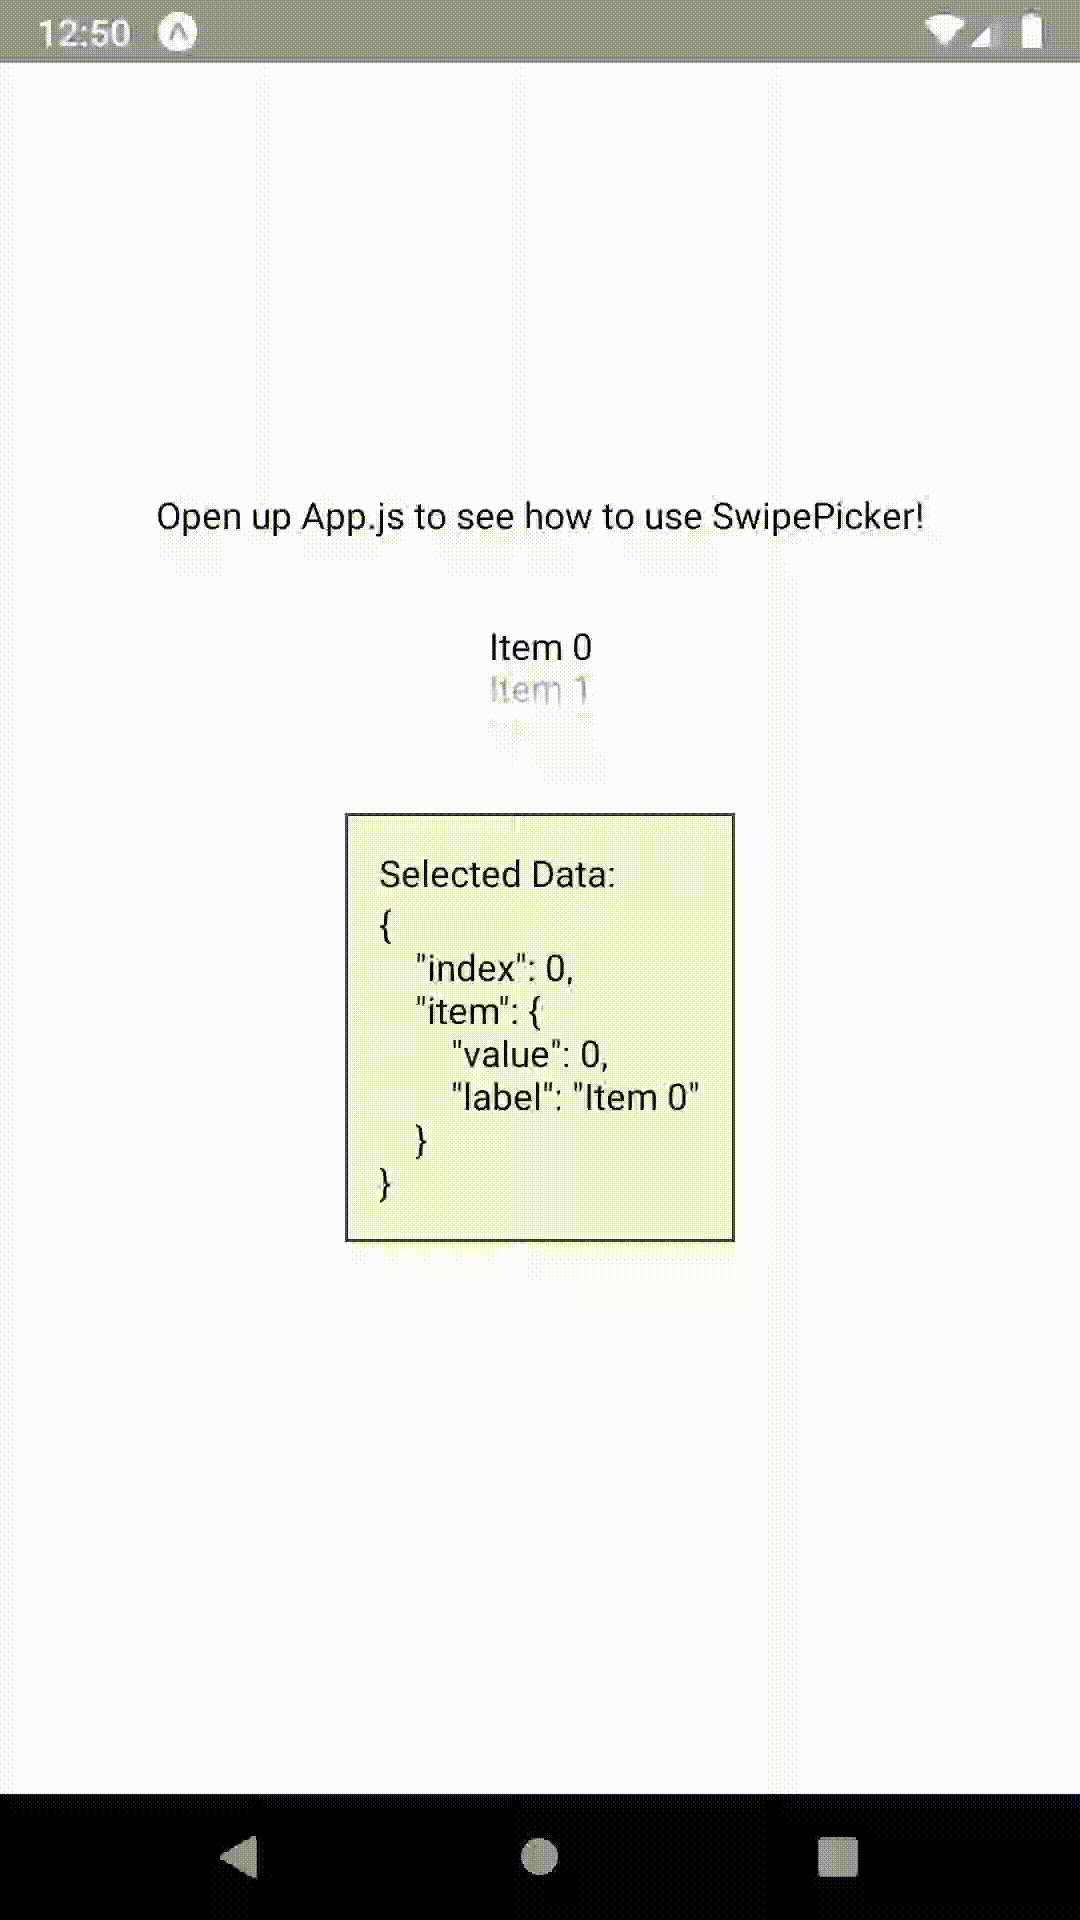 12:50
Open up App.js to see how to use SwipePicker!
Item 0
Item 1
Selected Data:
{
"index": 0,
"item": {
"value": 0,
"label": "Item 0"
}
}